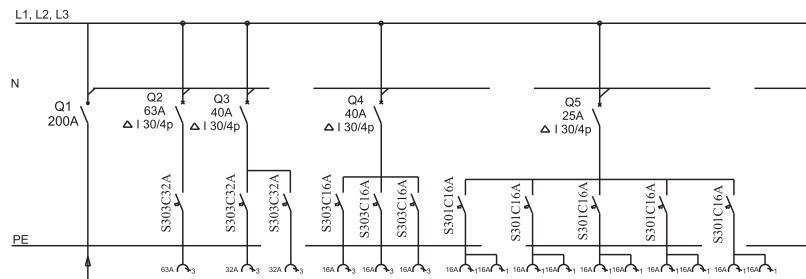 L1, L2, L3
N
Q1
200A
Q2
63A
Δ I 30/4p
Q3
40A
Δ I 30/4p
Q4
40A
Δ I 30/4p
Q5
25A
Δ I 30/4p
S303C32A
S303C32A
S303C32A
S303C16A
S303C16A
S303C16A
S301C16A
S301C16A
S301C16A
S301C16A
S301C16A
PE
63A 3
32A 3
32A 3
16A 3
16A 3
16A 3
16A 1
16A 1
16A 1
16A 1
16A 1
16A 1
16A 1
16A 1
16A 1
16A 1